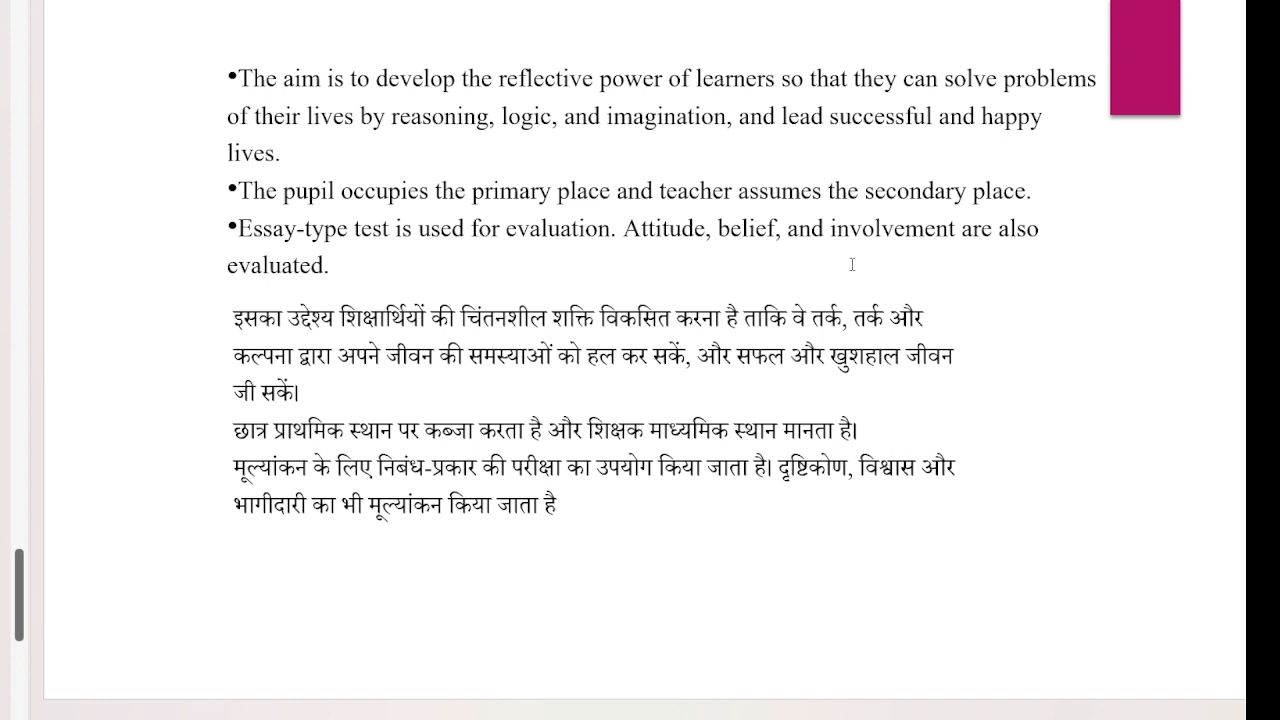 •The aim is to develop the reflective power of learners so that they can solve problems
of their lives by reasoning, logic, and imagination, and lead successful and happy
lives.
•The pupil occupies the primary place and teacher assumes the secondary place.
•Essay-type test is used for evaluation. Attitude, belief, and involvement are also
evaluated.
इसका उद्देश्य शिक्षार्थियों की चिंतनशील शक्ति विकसित करना है ताकि वे तर्क, तर्क और
कल्पना द्वारा अपने जीवन की समस्याओं को हल कर सकें, और सफल और खुशहाल जीवन
जी सकें।
छात्र प्राथमिक स्थान पर कब्जा करता है और शिक्षक माध्यमिक स्थान मानता है।
मूल्यांकन के लिए निबंध-प्रकार की परीक्षा का उपयोग किया जाता है। दृष्टिकोण, विश्वास और
भागीदारी का भी मूल्यांकन किया जाता है